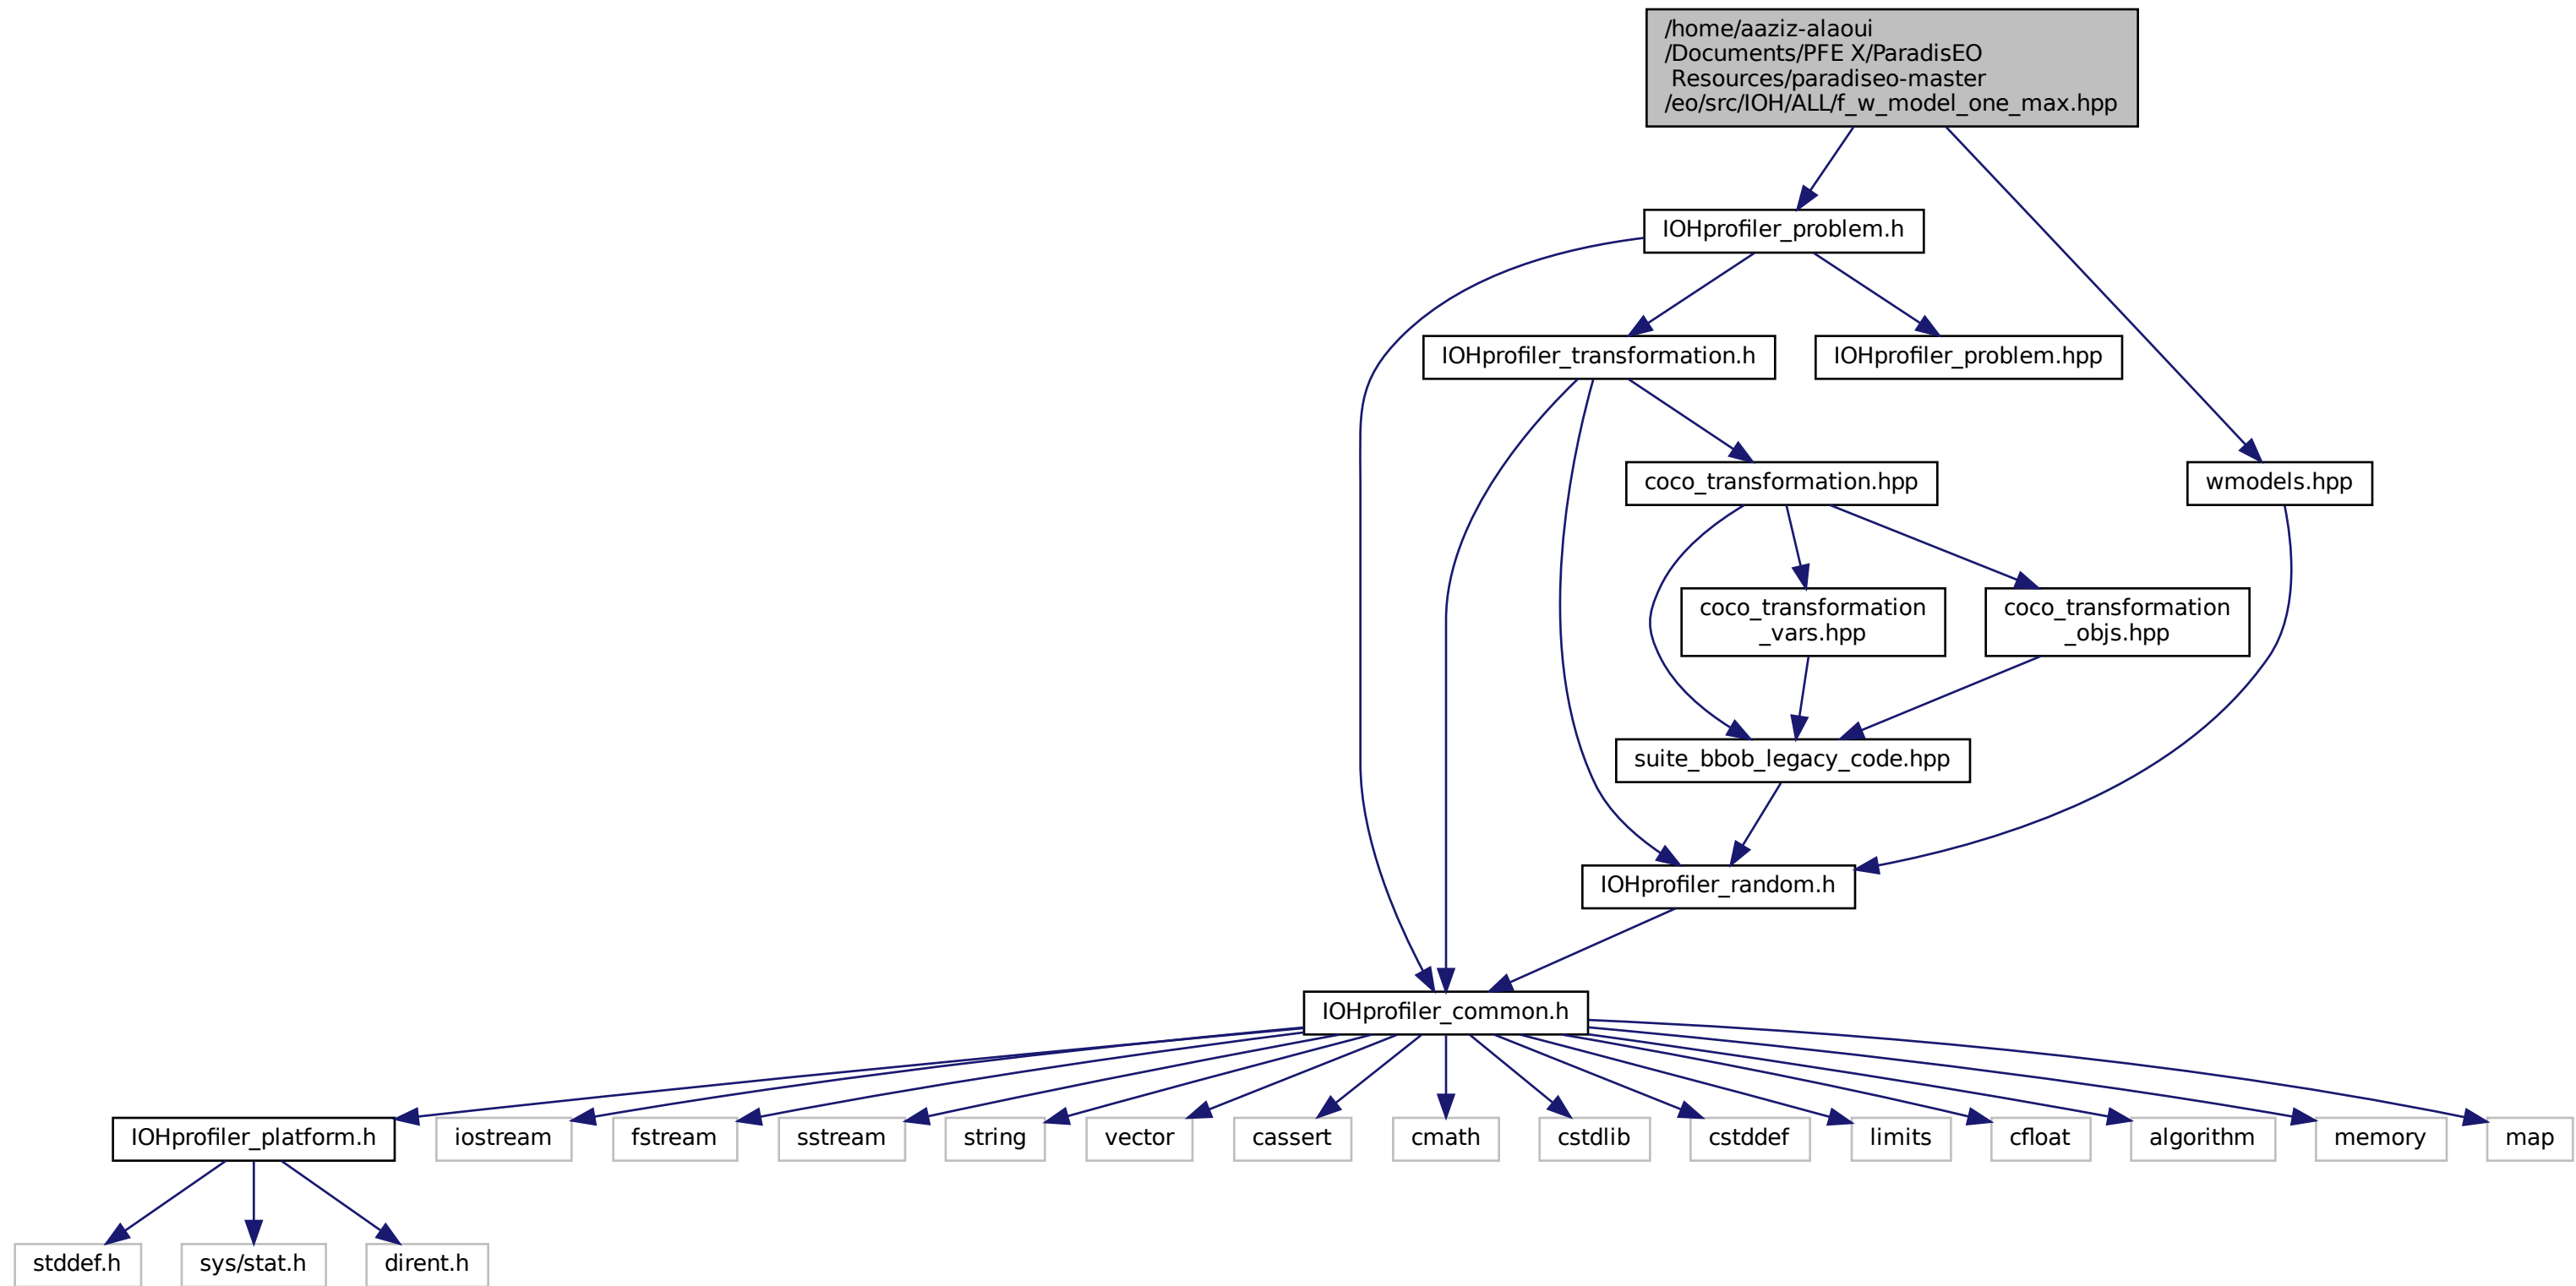 /home/aaziz-alaoui
/Documents/PFE X/ParadisEO
Resources/paradiseo-master
/eo/src/IOH/ALL/f_w_model_one_max.hpp
IOHprofiler_problem.h
IOHprofiler_transformation.h
IOHprofiler_problem.hpp
coco_transformation.hpp
wmodels.hpp
coco_transformation
_vars.hpp
coco_transformation
_objs.hpp
suite_bbob_legacy_code.hpp
IOHprofiler_random.h
IOHprofiler_common.h
IOHprofiler_platform.h
iostream
fstream
sstream
string
vector
cassert
cmath
cstdlib
cstddef
limits
cfloat
algorithm
memory
map
stddef.h
sys/stat.h
dirent.h